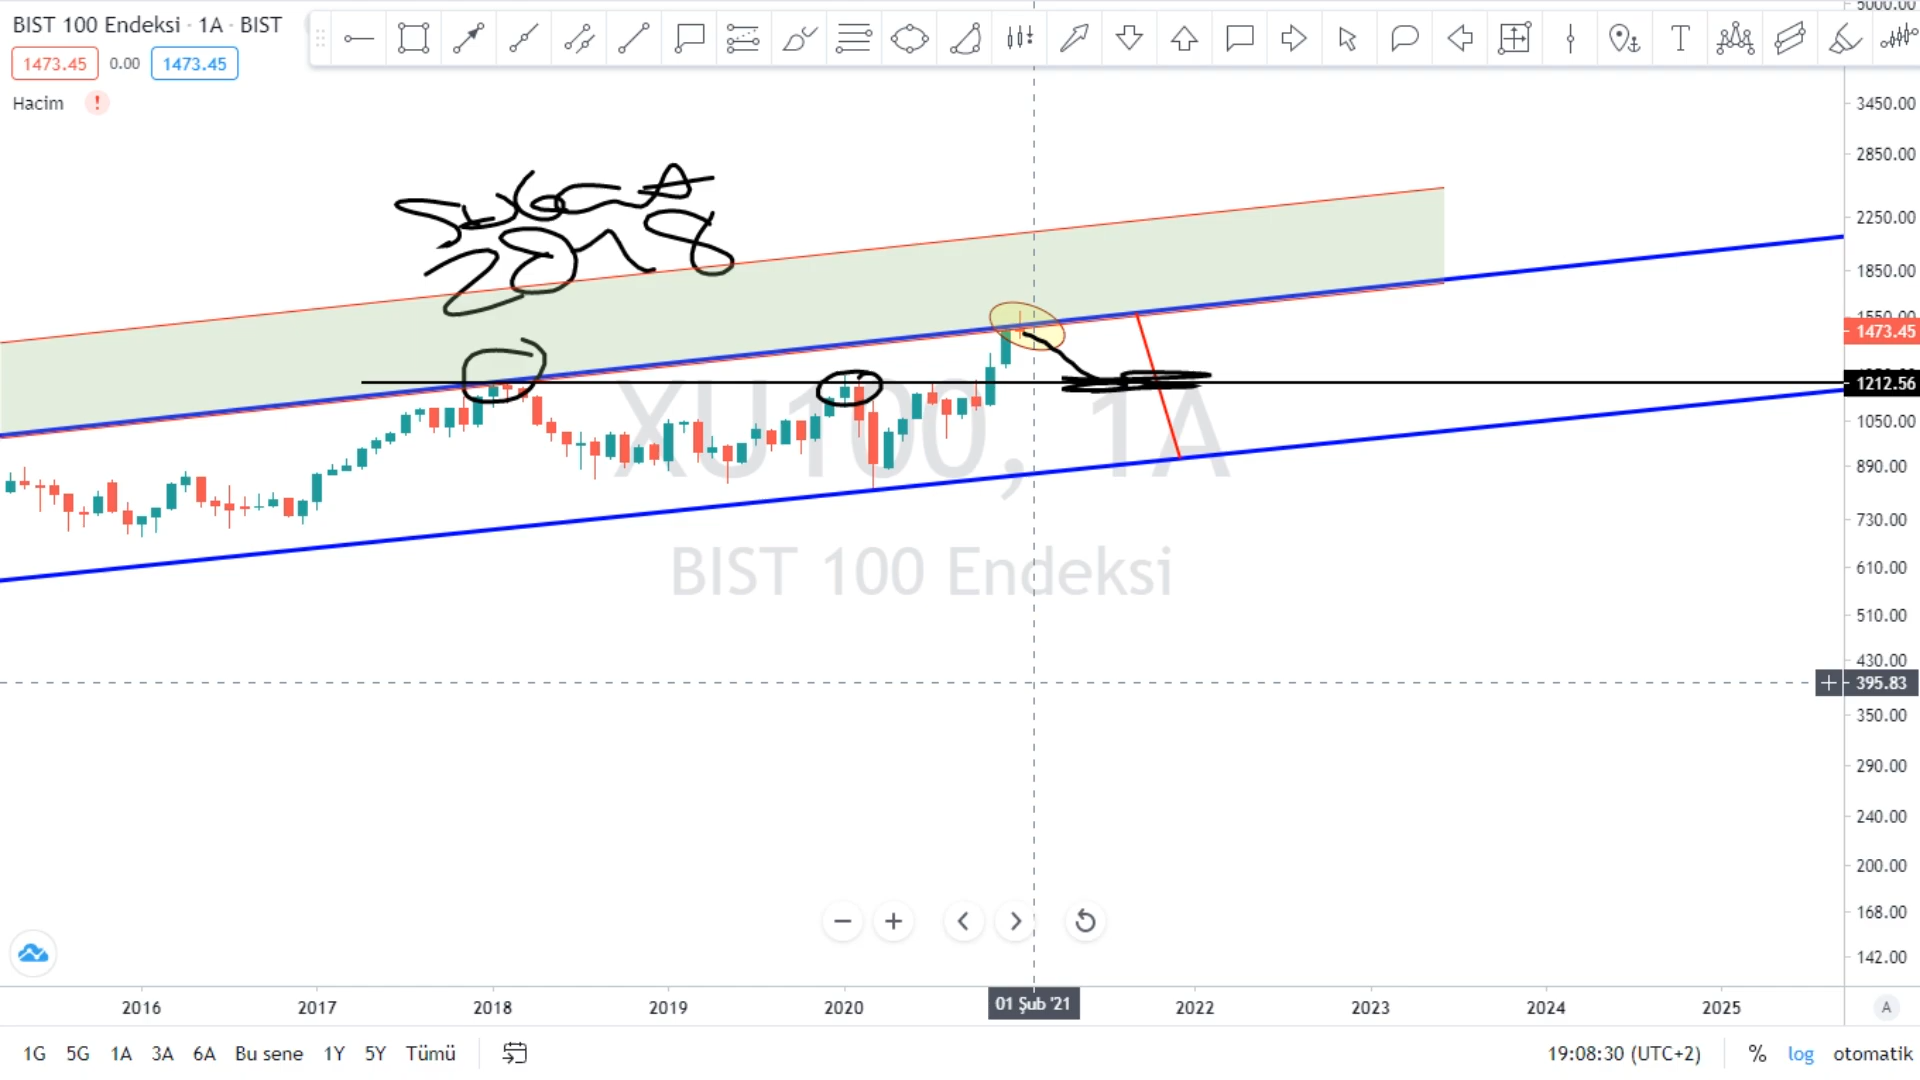 BIST 100 Endeksi · 1A · BIST
1473.45 0.00 1473.45
Hacim !
T
ŞUBAT
2018
XU100, 1A
BIST 100 Endeksi
3450.00
2850.00
2250.00
1850.00
1473.45
1212.56
1050.00
890.00
730.00
610.00
510.00
430.00
395.83
350.00
290.00
240.00
200.00
168.00
142.00
2016 2017 2018 2019 2020 01 Şub '21 2022 2023 2024 2025 A
1G 5G 1A 3A 6A Bu sene 1Y 5Y Tümü 19:08:30 (UTC+2) % log otomatik